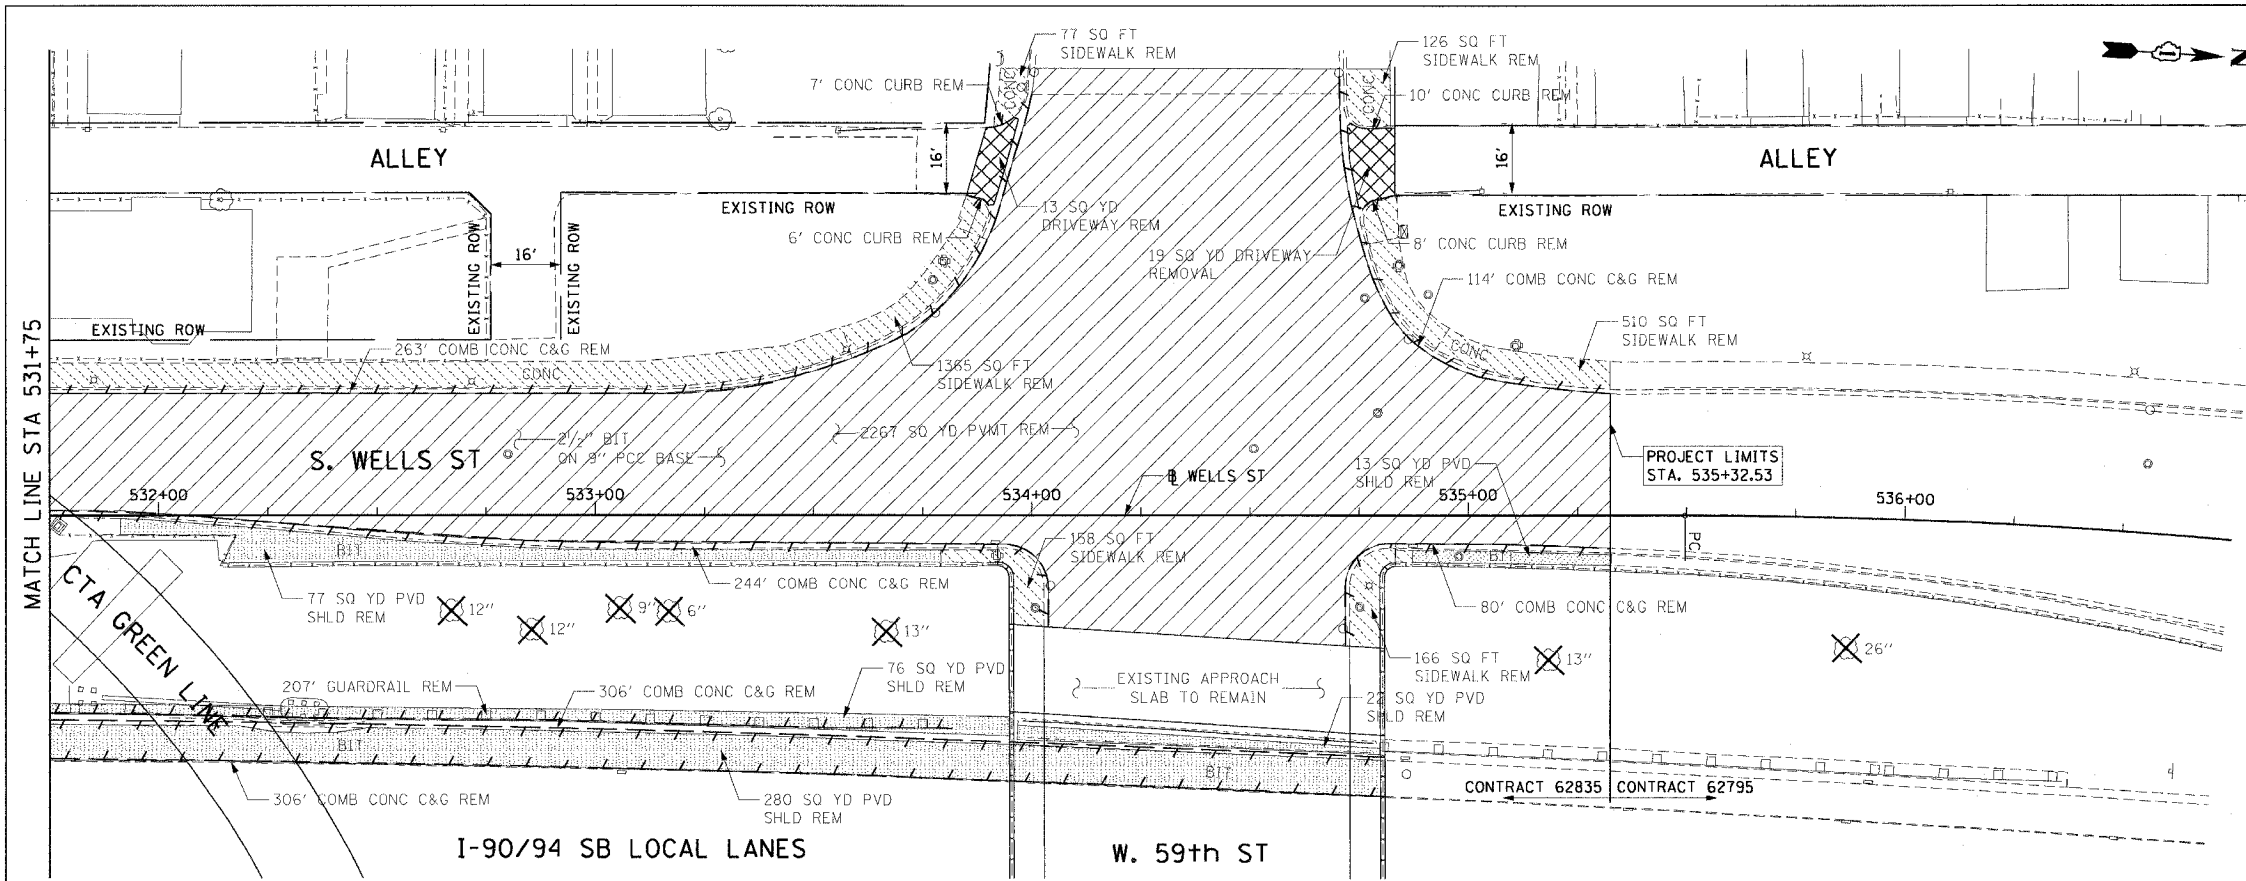 77 SQ FT
SIDEWALK REM
126 SQ FT
SIDEWALK REM
N
7' CONC CURB REM
CONC
CONC
10' CONC CURB REM
ALLEY
16'
16'
ALLEY
EXISTING ROW
13 SQ YD
DRIVEWAY REM
EXISTING ROW
6' CONC CURB REM
8' CONC CURB REM
19 SQ YD DRIVEWAY
REMOVAL
16'
EXISTING ROW
EXISTING ROW
114' COMB CONC C&G REM
EXISTING ROW
263' COMB CONC C&G REM
CONC
1365 SQ FT
SIDEWALK REM
CONC
510 SQ FT
SIDEWALK REM
MATCH LINE STA 531+75
2 1/2" BIT
ON 9" PCC BASE
2267 SQ YD PVMT REM
S. WELLS ST
PROJECT LIMITS
STA. 535+32.53
13 SQ YD PVD
SHLD REM
532+00
533+00
534+00
℄ WELLS ST
535+00
536+00
PC
BIT
158 SQ FT
SIDEWALK REM
BIT
244' COMB CONC C&G REM
77 SQ YD PVD
SHLD REM
80' COMB CONC C&G REM
12"
12"
9"
6"
13"
CTA GREEN LINE
166 SQ FT
SIDEWALK REM
13"
26"
76 SQ YD PVD
SHLD REM
207' GUARDRAIL REM
306' COMB CONC C&G REM
EXISTING APPROACH
SLAB TO REMAIN
22 SQ YD PVD
SHLD REM
BIT
BIT
306' COMB CONC C&G REM
280 SQ YD PVD
SHLD REM
CONTRACT 62835
CONTRACT 62795
I-90/94 SB LOCAL LANES
W. 59th ST